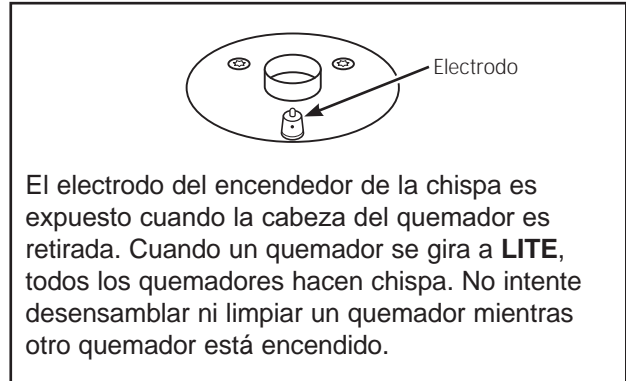 Electrodo
El electrodo del encendedor de la chispa es
expuesto cuando la cabeza del quemador es
retirada. Cuando un quemador se gira a LITE,
todos los quemadores hacen chispa. No intente
desensamblar ni limpiar un quemador mientras
otro quemador está encendido.